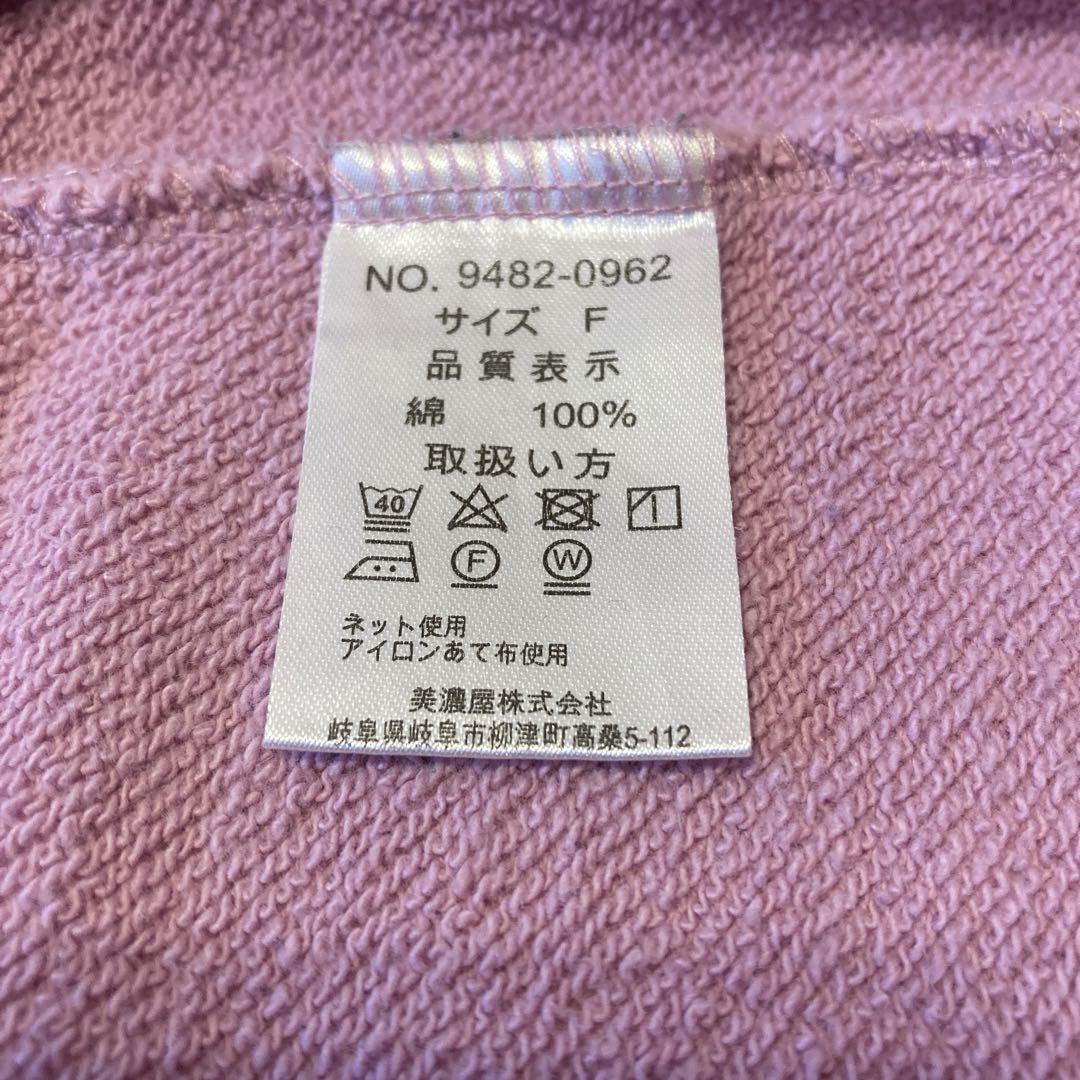 NO. 9482-0962
サイズ F
品質表示
綿 100%
取扱い方
40
F W
ネット使用
アイロンあて布使用
美濃屋株式会社
岐阜県岐阜市柳津町高桑5-112